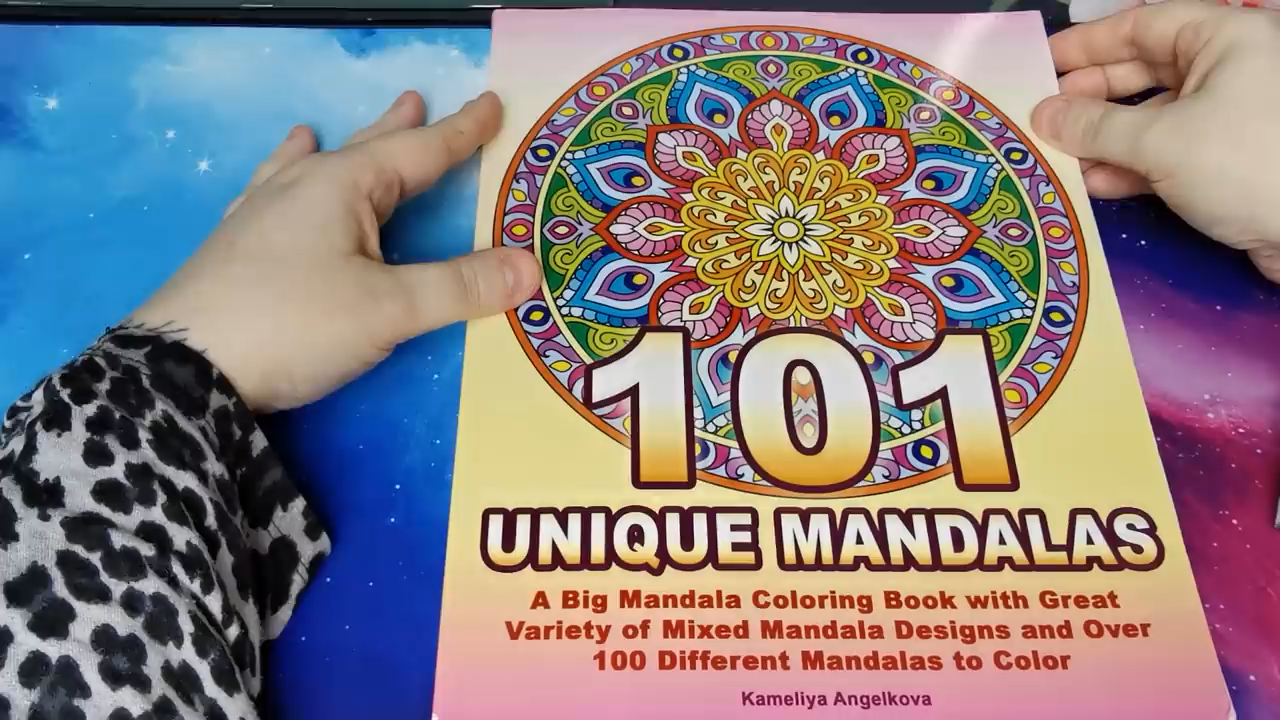 101
UNIQUE MANDALAS
A Big Mandala Coloring Book with Great
Variety of Mixed Mandala Designs and Over
100 Different Mandalas to Color
Kameliya Angelkova